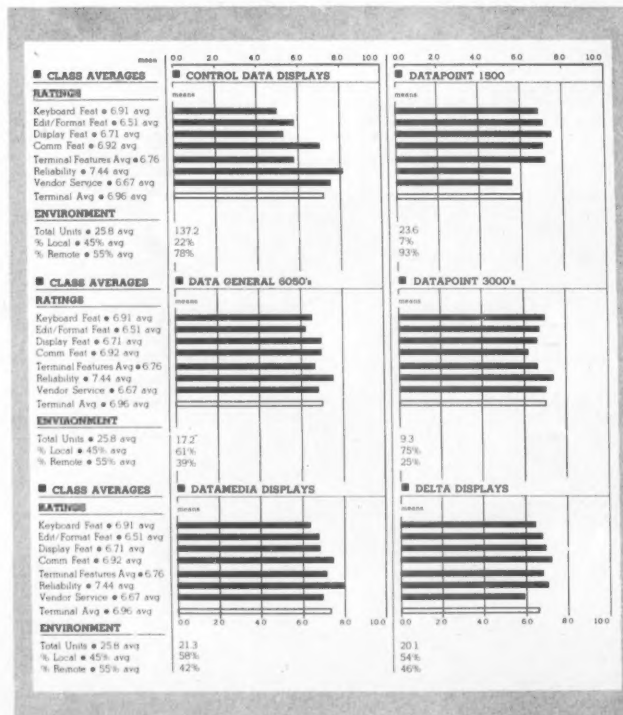 mean 0.0 2.0 4.0 6.0 8.0 10.0 0.0 2.0 4.0 6.0 8.0 10.0
■ CLASS AVERAGES ■ CONTROL DATA DISPLAYS ■ DATAPOINT 1500
RATINGS means means
Keyboard Feat ● 6.91 avg
Edit/Format Feat ● 6.51 avg
Display Feat ● 6.71 avg
Comm Feat ● 6.92 avg
Terminal Features Avg ● 6.76
Reliability ● 7.44 avg
Vendor Service ● 6.67 avg
Terminal Avg ● 6.96 avg
ENVIRONMENT
Total Units ● 25.8 avg 137.2 23.6
% Local ● 45% avg 22% 7%
% Remote ● 55% avg 78% 93%
■ CLASS AVERAGES ■ DATA GENERAL 6050's ■ DATAPOINT 3000's
RATINGS means means
Keyboard Feat ● 6.91 avg
Edit/Format Feat ● 6.51 avg
Display Feat ● 6.71 avg
Comm Feat ● 6.92 avg
Terminal Features Avg ● 6.76
Reliability ● 7.44 avg
Vendor Service ● 6.67 avg
Terminal Avg ● 6.96 avg
ENVIRONMENT
Total Units ● 25.8 avg 17.2 9.3
% Local ● 45% avg 61% 75%
% Remote ● 55% avg 39% 25%
■ CLASS AVERAGES ■ DATAMEDIA DISPLAYS ■ DELTA DISPLAYS
RATINGS means means
Keyboard Feat ● 6.91 avg
Edit/Format Feat ● 6.51 avg
Display Feat ● 6.71 avg
Comm Feat ● 6.92 avg
Terminal Features Avg ● 6.76
Reliability ● 7.44 avg
Vendor Service ● 6.67 avg
Terminal Avg ● 6.96 avg
0.0 2.0 4.0 6.0 8.0 10.0 0.0 2.0 4.0 6.0 8.0 10.0
ENVIRONMENT
Total Units ● 25.8 avg 21.3 20.1
% Local ● 45% avg 58% 54%
% Remote ● 55% avg 42% 46%